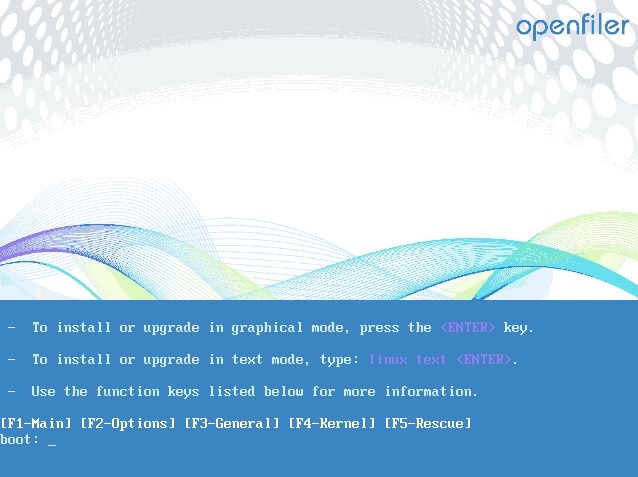 openfiler
- To install or upgrade in graphical mode, press the <ENTER> key.
- To install or upgrade in text mode, type: linux text <ENTER>.
- Use the function keys listed below for more information.
[F1-Main] [F2-Options] [F3-General] [F4-Kernel] [F5-Rescue]
boot: _